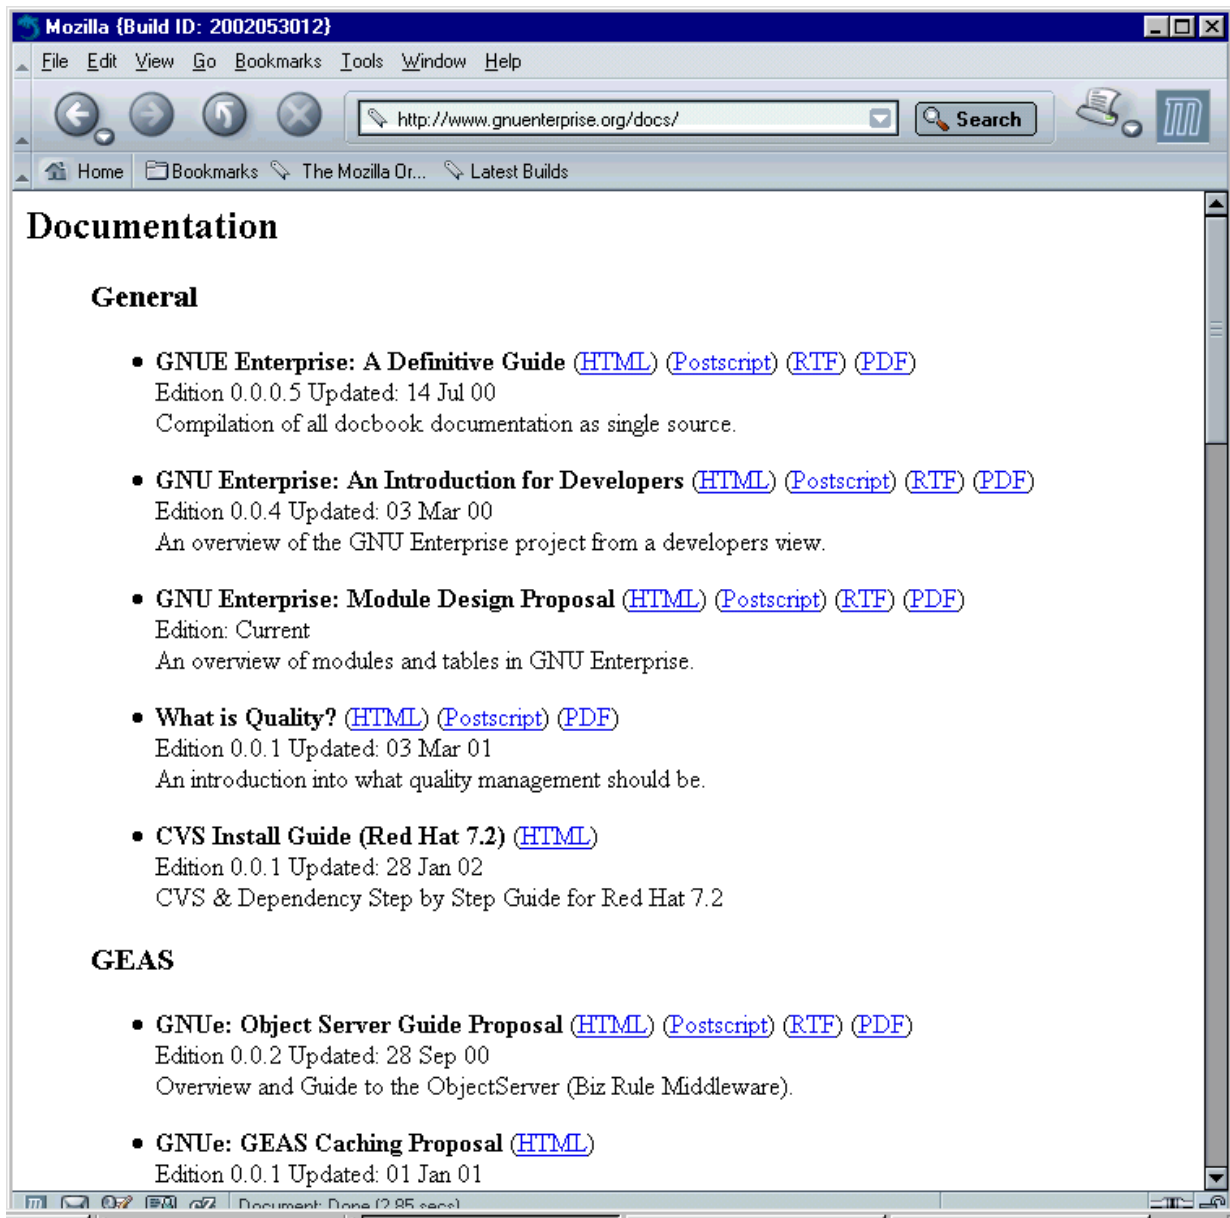 Mozilla {Build ID: 2002053012}
File Edit View Go Bookmarks Tools Window Help
http://www.gnuenterprise.org/docs/ Search
Home Bookmarks The Mozilla Or... Latest Builds
Documentation
General
GNUE Enterprise: A Definitive Guide (HTML) (Postscript) (RTF) (PDF)
Edition 0.0.0.5 Updated: 14 Jul 00
Compilation of all docbook documentation as single source.
GNU Enterprise: An Introduction for Developers (HTML) (Postscript) (RTF) (PDF)
Edition 0.0.4 Updated: 03 Mar 00
An overview of the GNU Enterprise project from a developers view.
GNU Enterprise: Module Design Proposal (HTML) (Postscript) (RTF) (PDF)
Edition: Current
An overview of modules and tables in GNU Enterprise.
What is Quality? (HTML) (Postscript) (PDF)
Edition 0.0.1 Updated: 03 Mar 01
An introduction into what quality management should be.
CVS Install Guide (Red Hat 7.2) (HTML)
Edition 0.0.1 Updated: 28 Jan 02
CVS & Dependency Step by Step Guide for Red Hat 7.2
GEAS
GNUe: Object Server Guide Proposal (HTML) (Postscript) (RTF) (PDF)
Edition 0.0.2 Updated: 28 Sep 00
Overview and Guide to the ObjectServer (Biz Rule Middleware).
GNUe: GEAS Caching Proposal (HTML)
Edition 0.0.1 Updated: 01 Jan 01
Document: Done (2.85 secs)